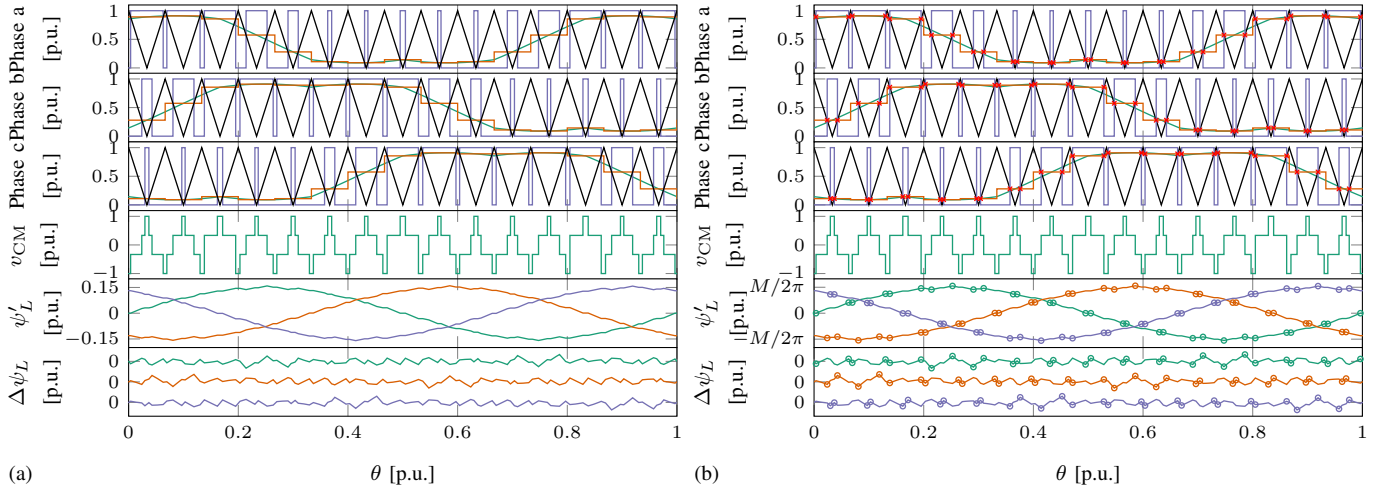 Phase a
[p.u.]
1
0.5
0
Phase b
[p.u.]
1
0.5
0
Phase c
[p.u.]
1
0.5
0
v_CM
[p.u.]
1
0
−1
ψ′_L
[p.u.]
0.15
0
−0.15
Δψ_L
[p.u.]
0
0
0
0 0.2 0.4 0.6 0.8 1
(a) θ [p.u.]
Phase a
[p.u.]
1
0.5
0
Phase b
[p.u.]
1
0.5
0
Phase c
[p.u.]
1
0.5
0
v_CM
[p.u.]
1
0
−1
ψ′_L
[p.u.]
M/2π
0
−M/2π
Δψ_L
[p.u.]
0
0
0
0 0.2 0.4 0.6 0.8 1
(b) θ [p.u.]